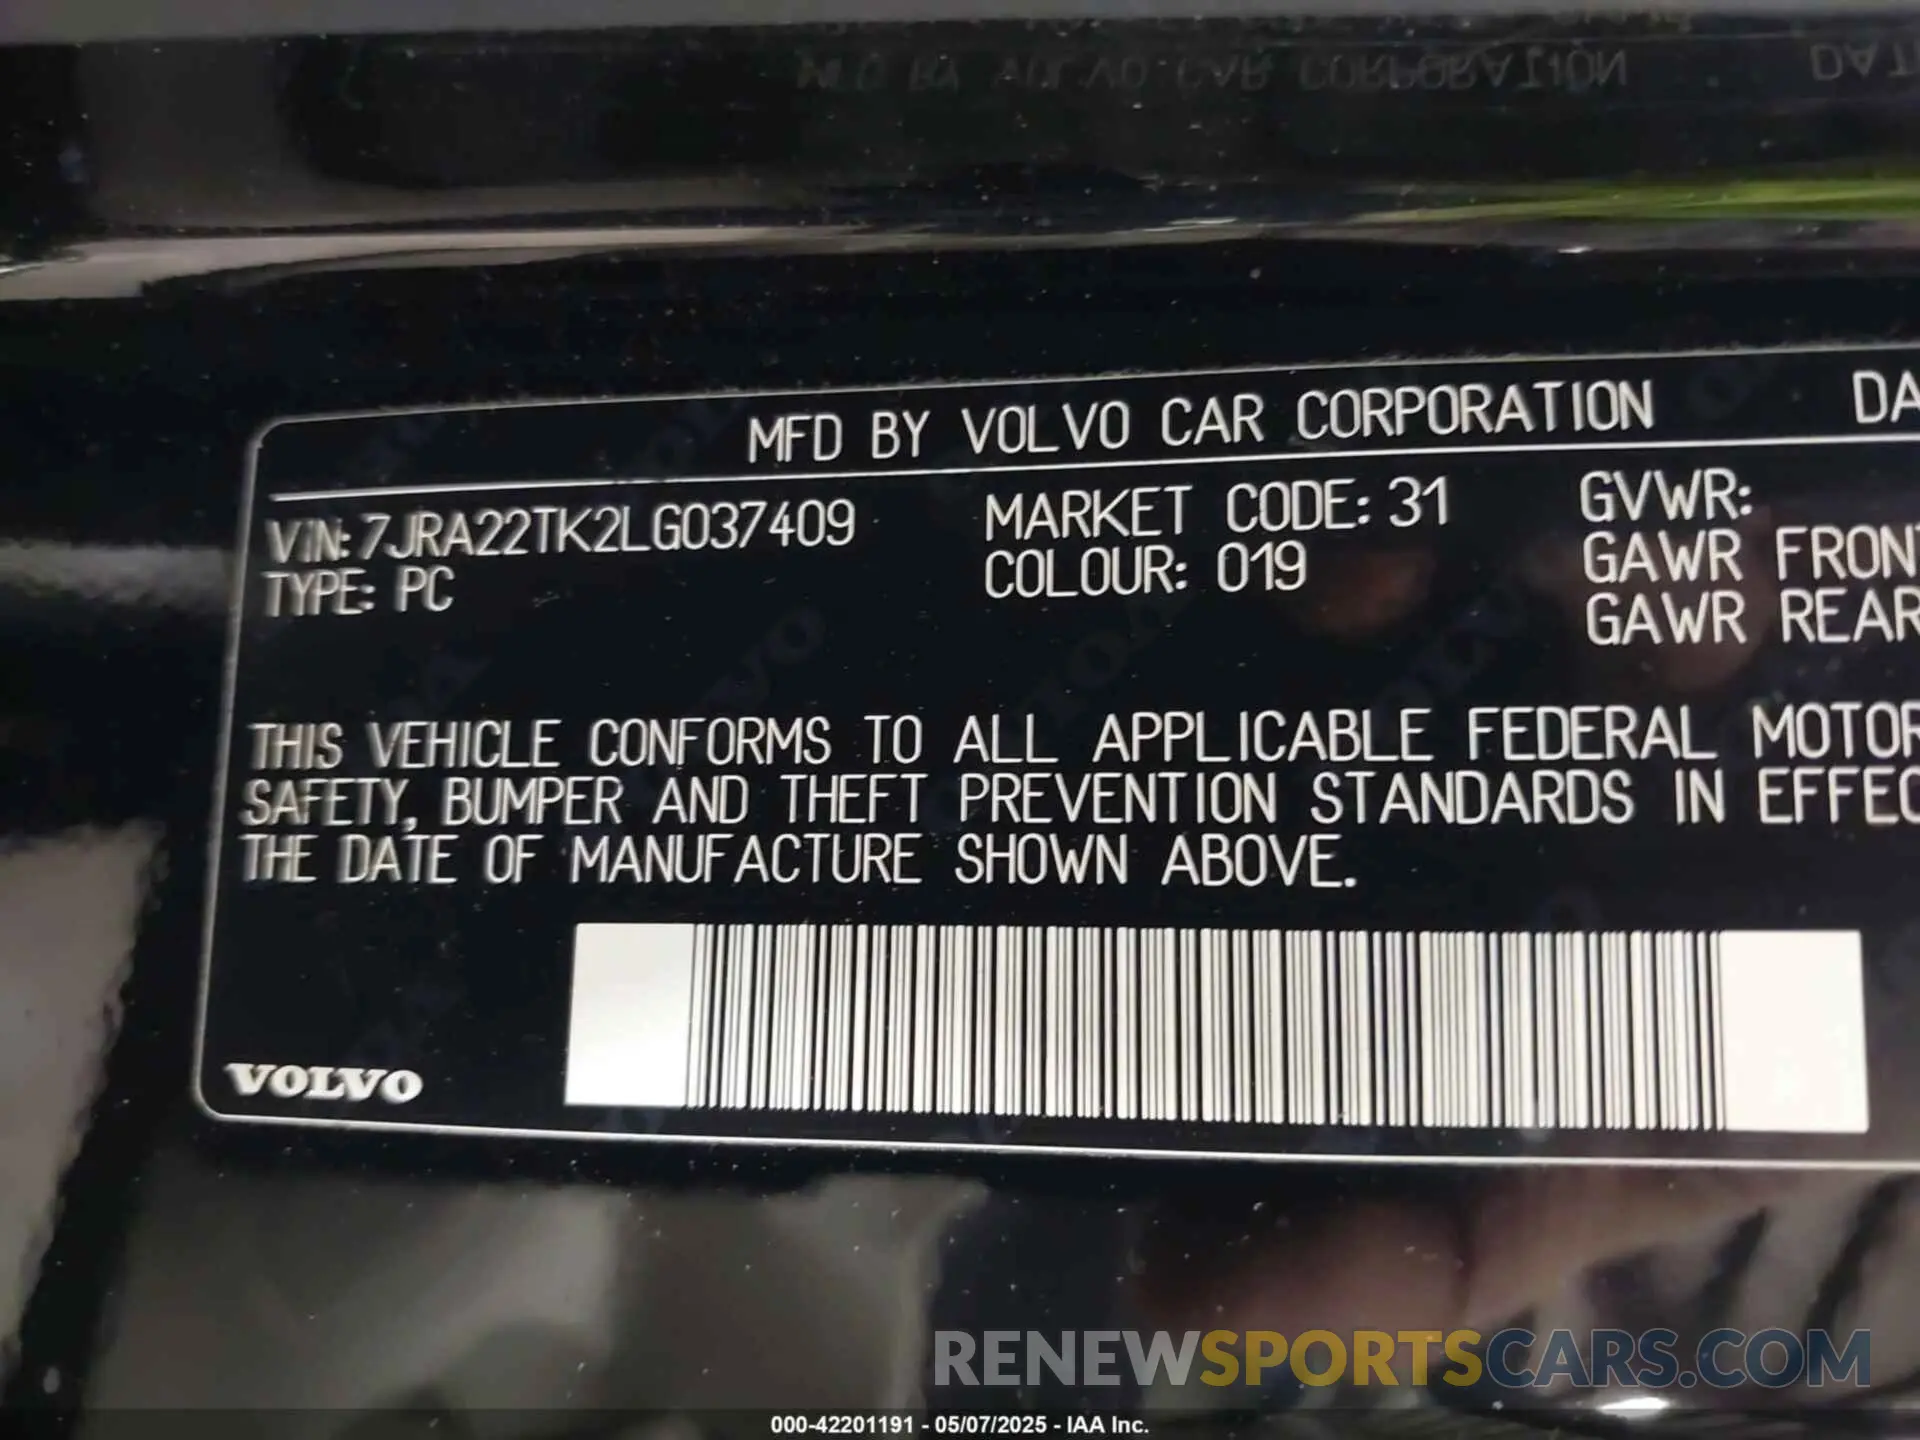 MFD BY VOLVO CAR CORPORATION DA
VIN: 7JRA22TK2LG037409 MARKET CODE: 31 GVWR:
TYPE: PC COLOUR: 019 GAWR FRONT
GAWR REAR
THIS VEHICLE CONFORMS TO ALL APPLICABLE FEDERAL MOTOR
SAFETY, BUMPER AND THEFT PREVENTION STANDARDS IN EFFEC
THE DATE OF MANUFACTURE SHOWN ABOVE.
VOLVO
RENEWSPORTSCARS.COM
000-42201191 - 05/07/2025 - IAA Inc.